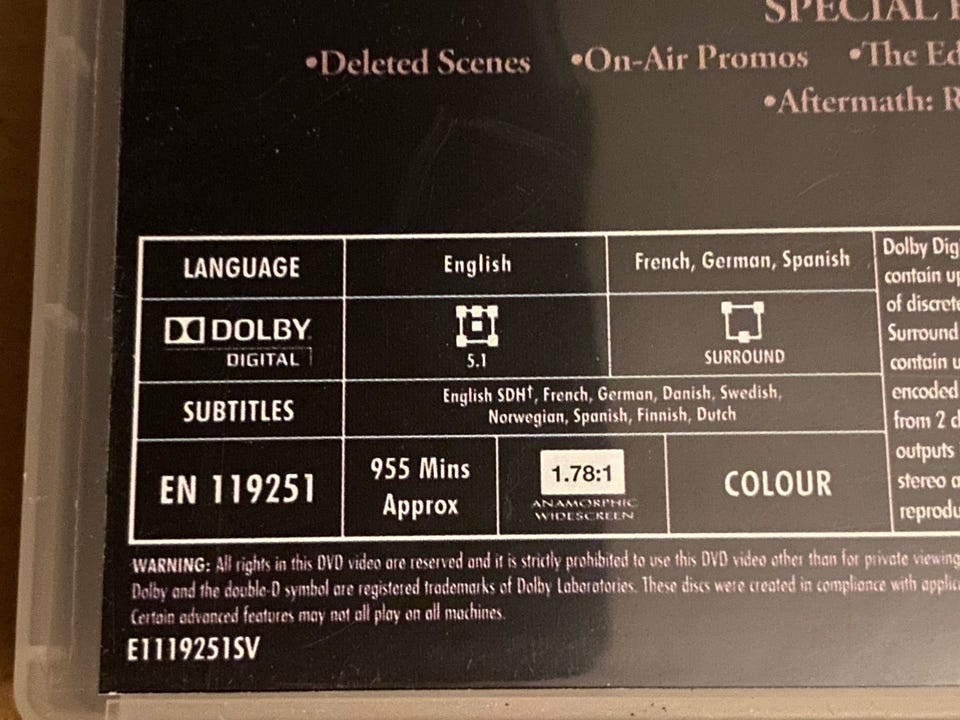 SPECIAL
•Deleted Scenes •On-Air Promos •The
•Aftermath:
LANGUAGE English French, German, Spanish
DOLBY
DIGITAL
5.1
SURROUND
SUBTITLES
English SDH†, French, German, Danish, Swedish,
Norwegian, Spanish, Finnish, Dutch
EN 119251
955 Mins
Approx
1.78:1
ANAMORPHIC
WIDESCREEN
COLOUR
Dolby
contain
of
Surround
contain
encoded
from 2
outputs
stereo
WARNING: All rights in this DVD video are reserved and it is strictly prohibited to use this DVD video other than for private viewing
Dolby and the double-D symbol are registered trademarks of Dolby Laboratories. These discs were created in compliance with
Certain advanced features may not all play on all machines.
E1119251SV